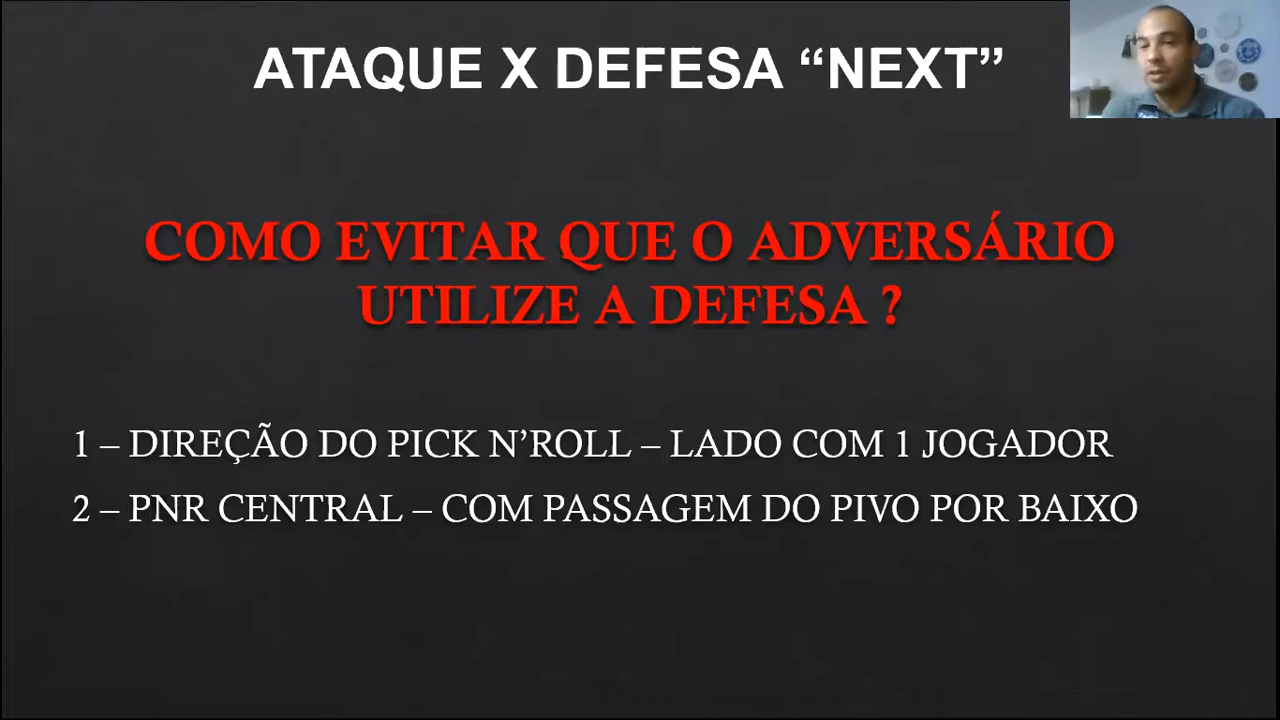 ATAQUE X DEFESA “NEXT”
COMO EVITAR QUE O ADVERSÁRIO
UTILIZE A DEFESA ?
1 – DIREÇÃO DO PICK N’ROLL – LADO COM 1 JOGADOR
2 – PNR CENTRAL – COM PASSAGEM DO PIVO POR BAIXO